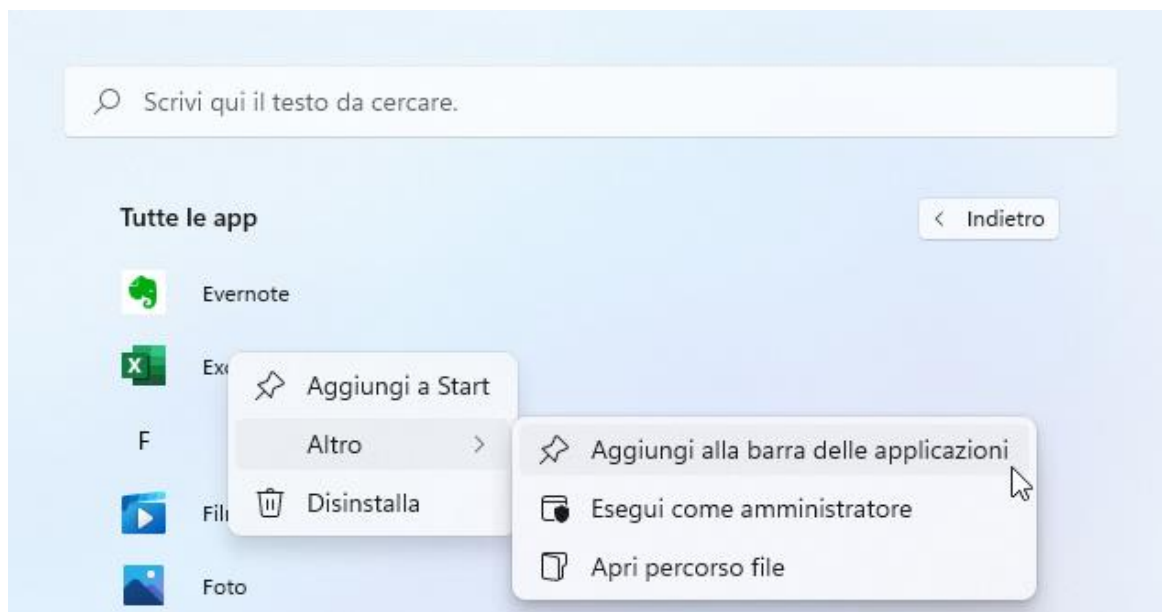 Scrivi qui il testo da cercare.
Tutte le app
< Indietro
Evernote
Aggiungi a Start
F
Altro >
Aggiungi alla barra delle applicazioni
Disinstalla
Esegui come amministratore
Apri percorso file
Foto